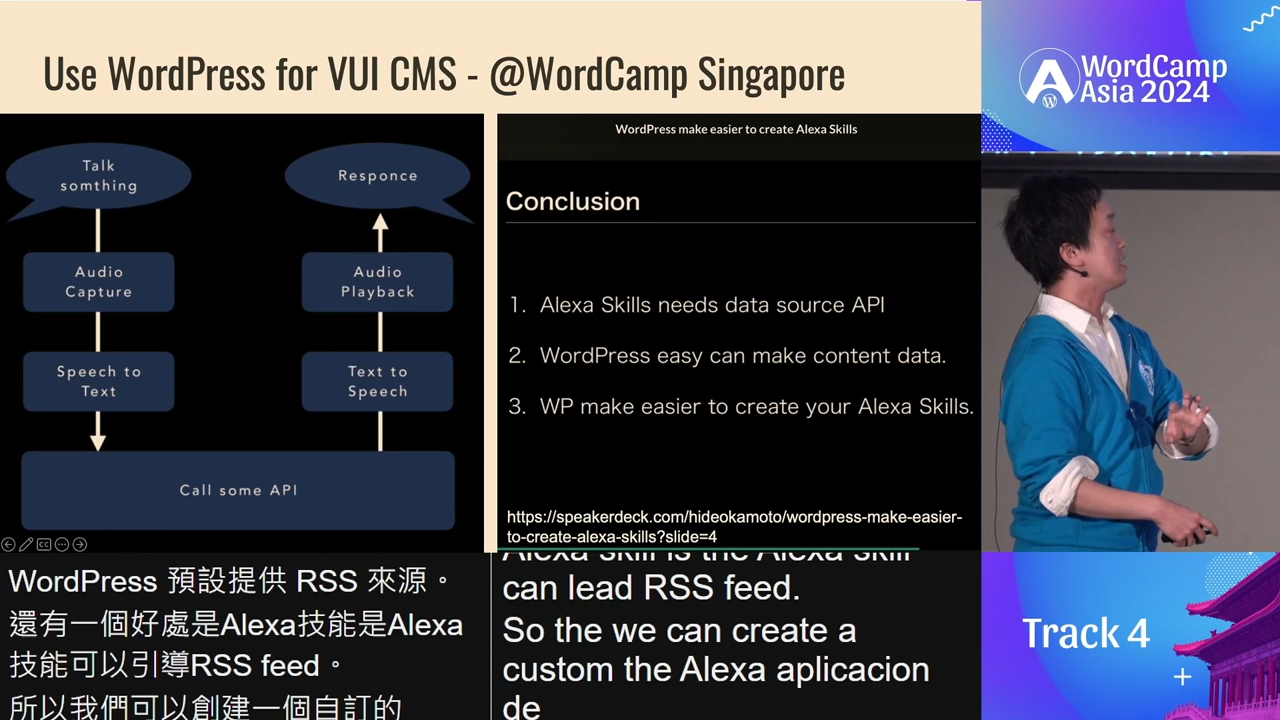 Use WordPress for VUI CMS - @WordCamp Singapore
Talk
somthing
Responce
Audio
Capture
Audio
Playback
Speech to
Text
Text to
Speech
Call some API
WordPress make easier to create Alexa Skills
Conclusion
1. Alexa Skills needs data source API
2. WordPress easy can make content data.
3. WP make easier to create your Alexa Skills.
https://speakerdeck.com/hideokamoto/wordpress-make-easier-
to-create-alexa-skills?slide=4
WordPress 預設提供 RSS 來源。
還有一個好處是Alexa技能是Alexa
技能可以引導RSS feed。
所以我們可以創建一個自訂的
Alexa skill is the Alexa skill
can lead RSS feed.
So the we can create a
custom the Alexa aplicacion
de
WordCamp
Asia 2024
Track 4